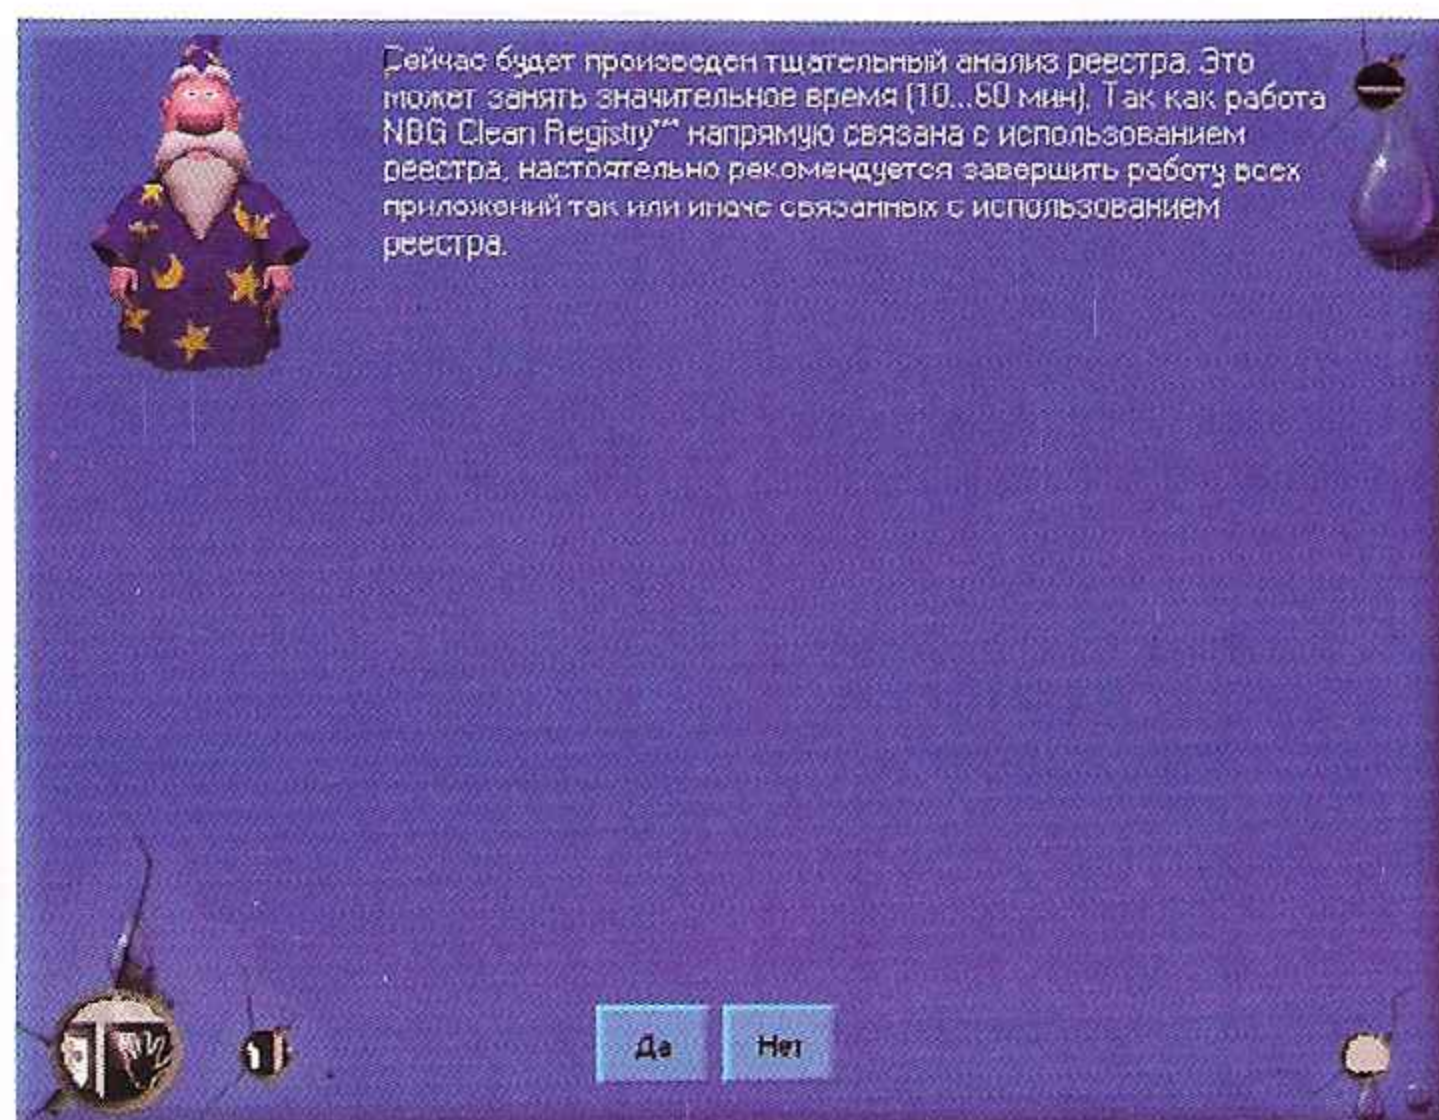 Сейчас будет произведен тщательный анализ реестра. Это
может занять значительное время (10...60 мин). Так как работа
NBG Clean Registry™ напрямую связана с использованием
реестра, настоятельно рекомендуется завершить работу всех
приложений так или иначе связанных с использованием
реестра.
Да
Нет